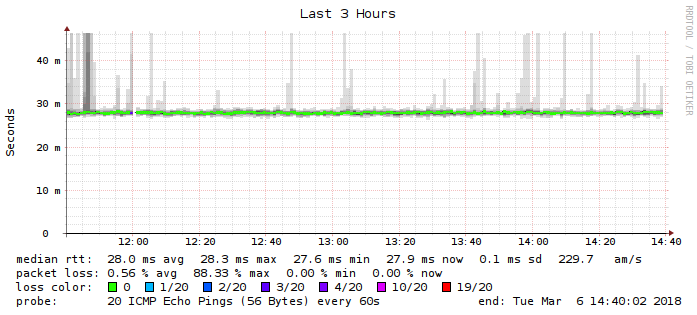 Last 3 Hours
RRDTOOL / TOBI OETIKER
Seconds
40 m
30 m
20 m
10 m
0
12:00 12:20 12:40 13:00 13:20 13:40 14:00 14:20 14:40
median rtt: 28.0 ms avg 28.3 ms max 27.6 ms min 27.9 ms now 0.1 ms sd 229.7 am/s
packet loss: 0.56 % avg 88.33 % max 0.00 % min 0.00 % now
loss color: 0 1/20 2/20 3/20 4/20 10/20 19/20
probe: 20 ICMP Echo Pings (56 Bytes) every 60s end: Tue Mar 6 14:40:02 2018